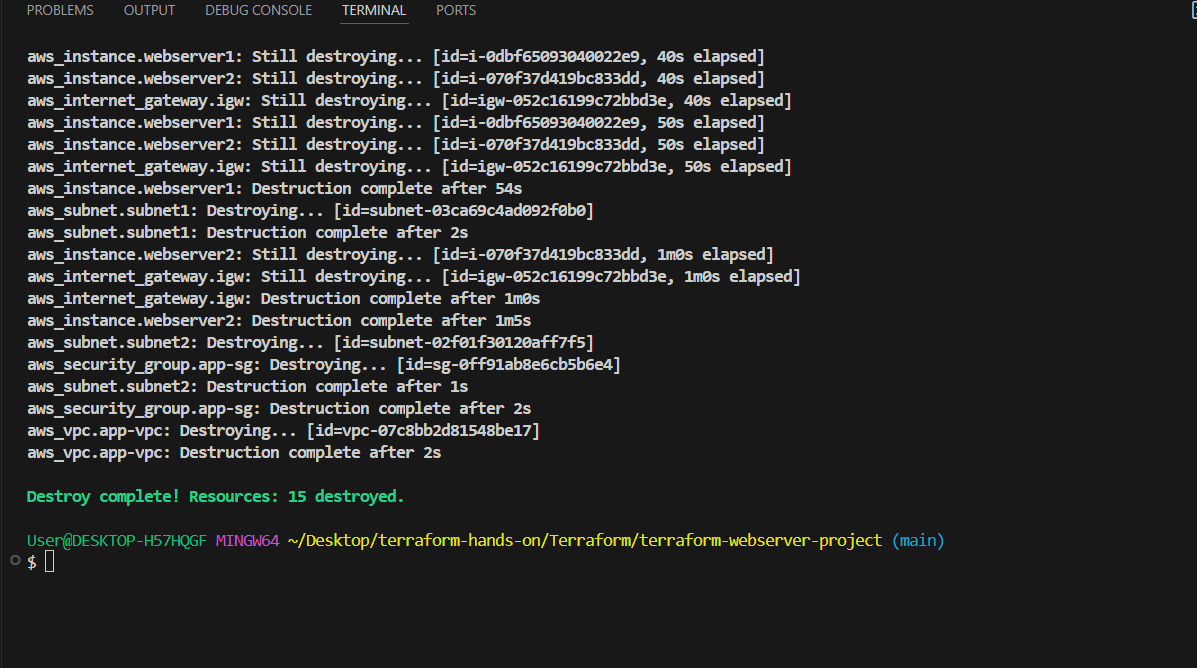 PROBLEMS OUTPUT DEBUG CONSOLE TERMINAL PORTS
aws_instance.webserver1: Still destroying... [id=i-0dbf65093040022e9, 40s elapsed]
aws_instance.webserver2: Still destroying... [id=i-070f37d419bc833dd, 40s elapsed]
aws_internet_gateway.igw: Still destroying... [id=igw-052c16199c72bbd3e, 40s elapsed]
aws_instance.webserver1: Still destroying... [id=i-0dbf65093040022e9, 50s elapsed]
aws_instance.webserver2: Still destroying... [id=i-070f37d419bc833dd, 50s elapsed]
aws_internet_gateway.igw: Still destroying... [id=igw-052c16199c72bbd3e, 50s elapsed]
aws_instance.webserver1: Destruction complete after 54s
aws_subnet.subnet1: Destroying... [id=subnet-03ca69c4ad092f0b0]
aws_subnet.subnet1: Destruction complete after 2s
aws_instance.webserver2: Still destroying... [id=i-070f37d419bc833dd, 1m0s elapsed]
aws_internet_gateway.igw: Still destroying... [id=igw-052c16199c72bbd3e, 1m0s elapsed]
aws_internet_gateway.igw: Destruction complete after 1m0s
aws_instance.webserver2: Destruction complete after 1m5s
aws_subnet.subnet2: Destroying... [id=subnet-02f01f30120aff7f5]
aws_security_group.app-sg: Destroying... [id=sg-0ff91ab8e6cb5b6e4]
aws_subnet.subnet2: Destruction complete after 1s
aws_security_group.app-sg: Destruction complete after 2s
aws_vpc.app-vpc: Destroying... [id=vpc-07c8bb2d81548be17]
aws_vpc.app-vpc: Destruction complete after 2s
Destroy complete! Resources: 15 destroyed.
User@DESKTOP-H57HQGF MINGW64 ~/Desktop/terraform-hands-on/Terraform/terraform-webserver-project (main)
$